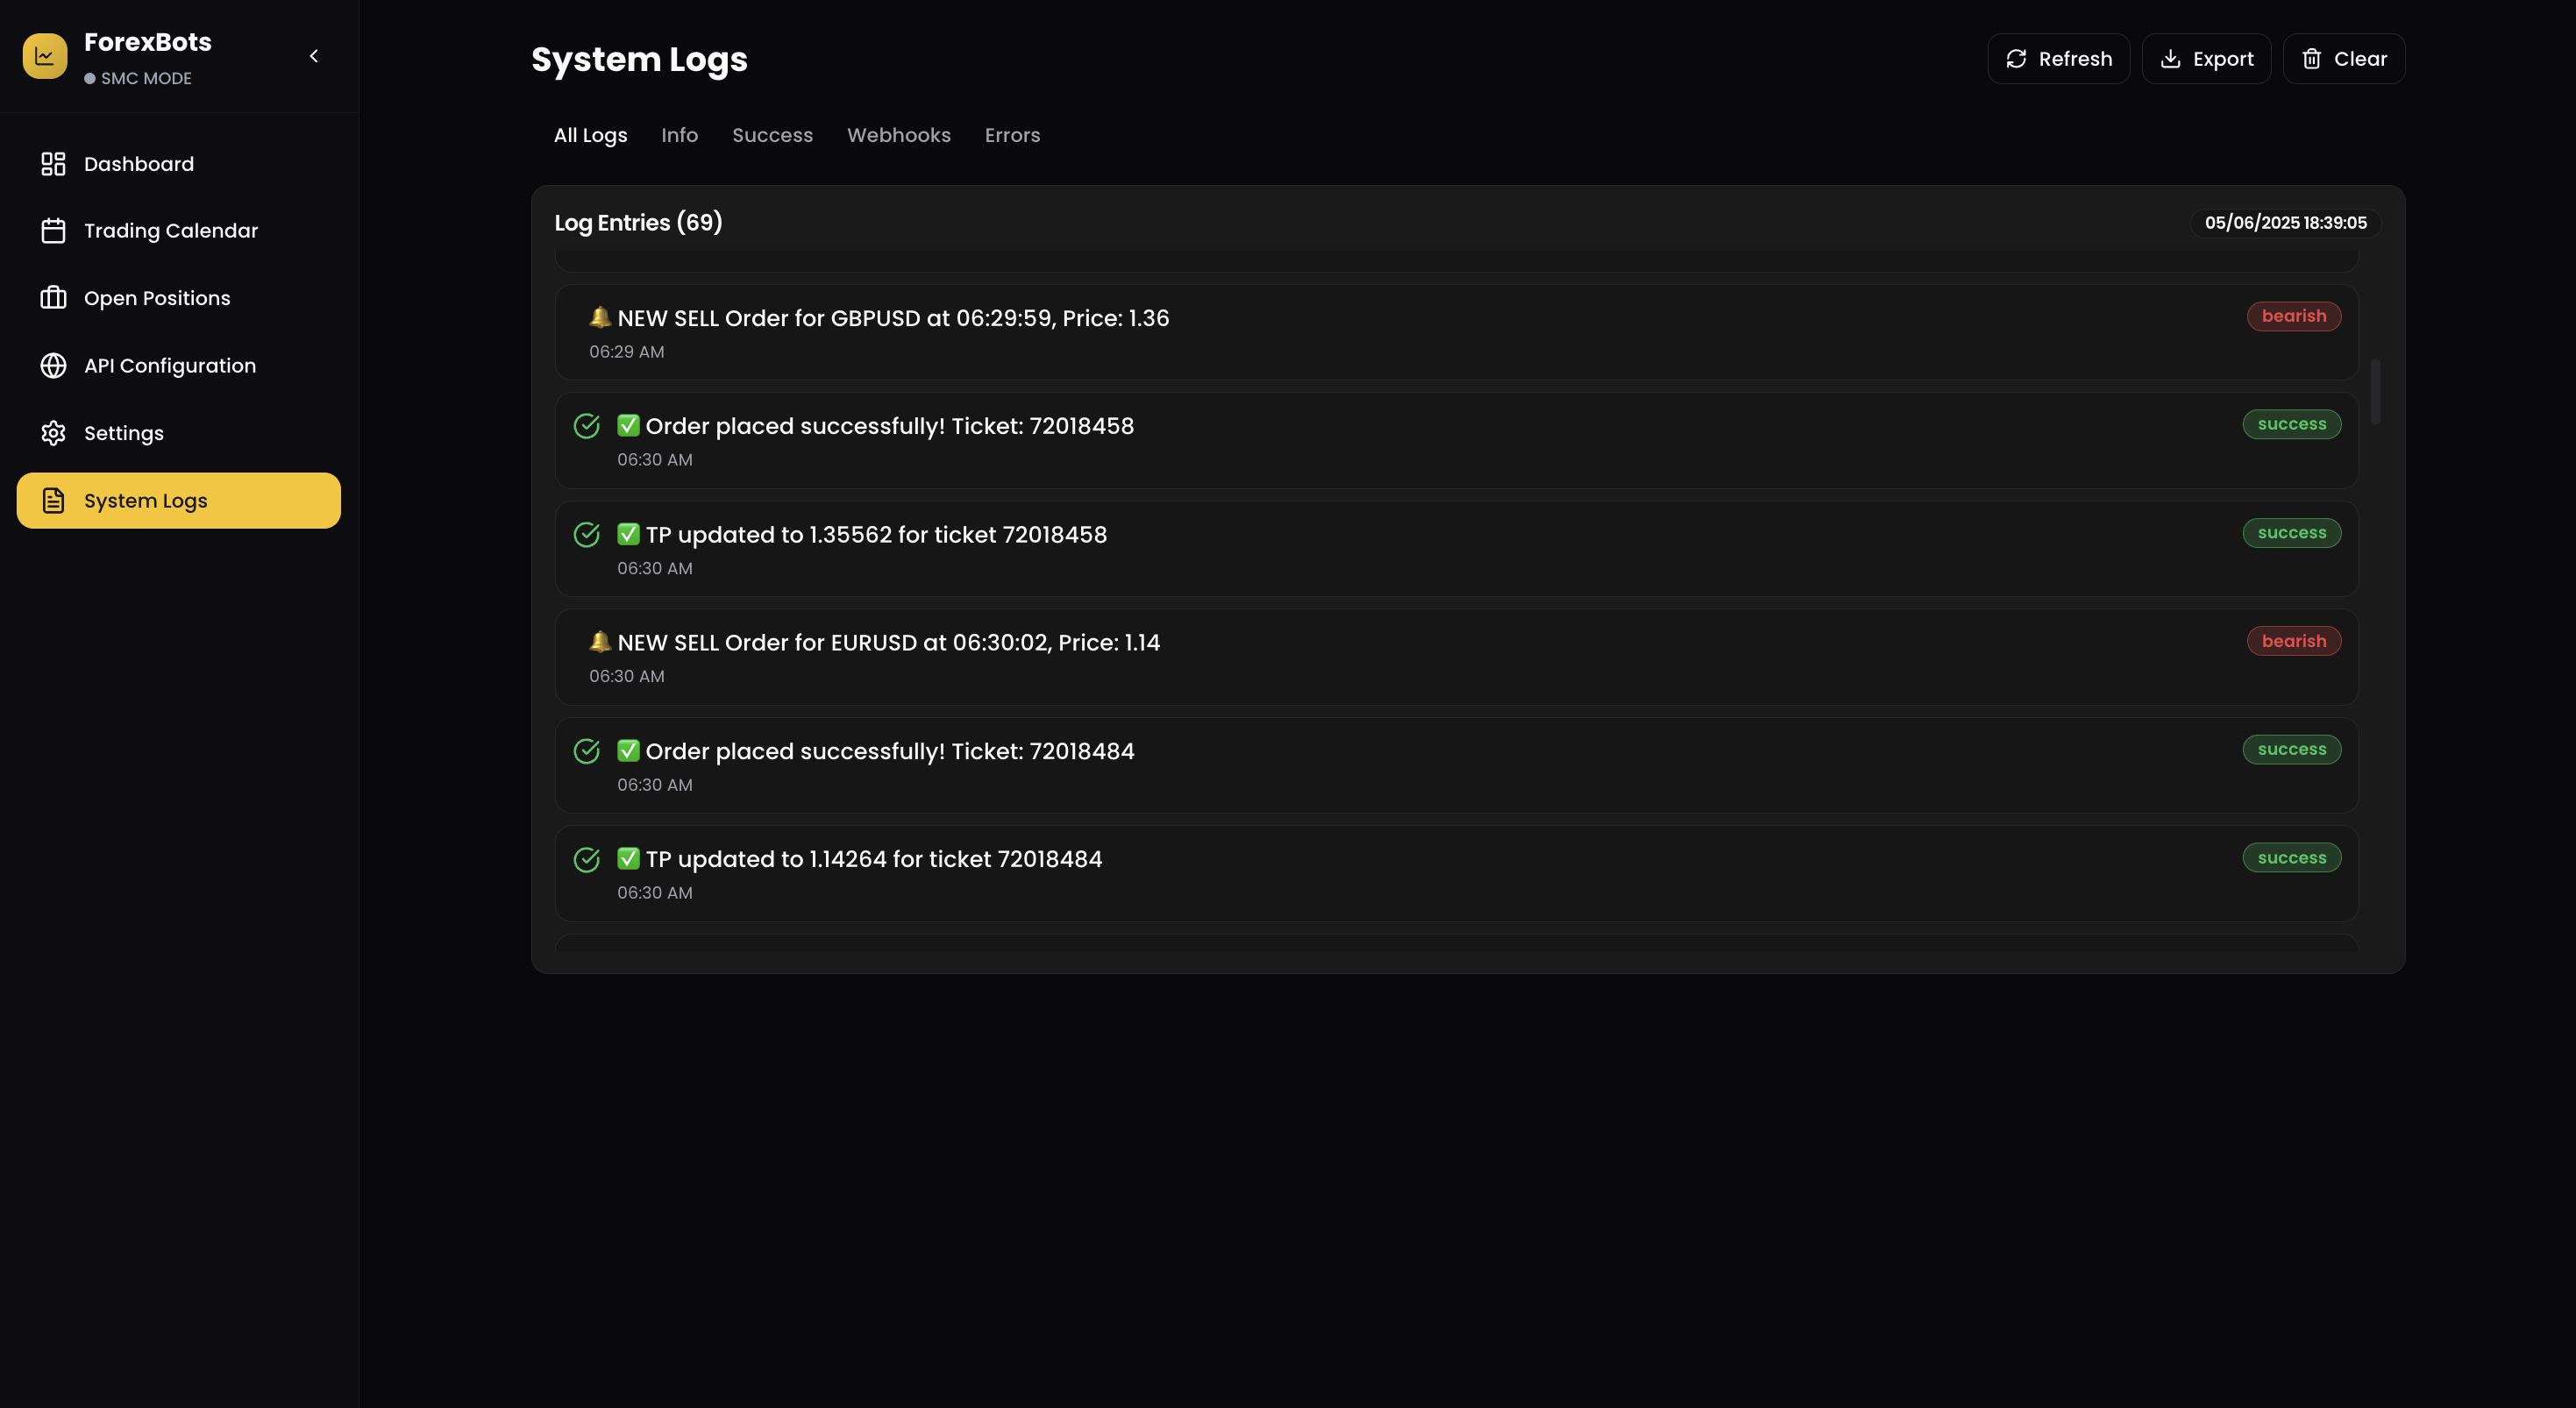 ForexBots
SMC MODE
Dashboard
Trading Calendar
Open Positions
API Configuration
Settings
System Logs
System Logs
Refresh
Export
Clear
All Logs
Info
Success
Webhooks
Errors
Log Entries (69)
05/06/2025 18:39:05
🔔 NEW SELL Order for GBPUSD at 06:29:59, Price: 1.36
bearish
06:29 AM
✅ Order placed successfully! Ticket: 72018458
success
06:30 AM
✅ TP updated to 1.35562 for ticket 72018458
success
06:30 AM
🔔 NEW SELL Order for EURUSD at 06:30:02, Price: 1.14
bearish
06:30 AM
✅ Order placed successfully! Ticket: 72018484
success
06:30 AM
✅ TP updated to 1.14264 for ticket 72018484
success
06:30 AM